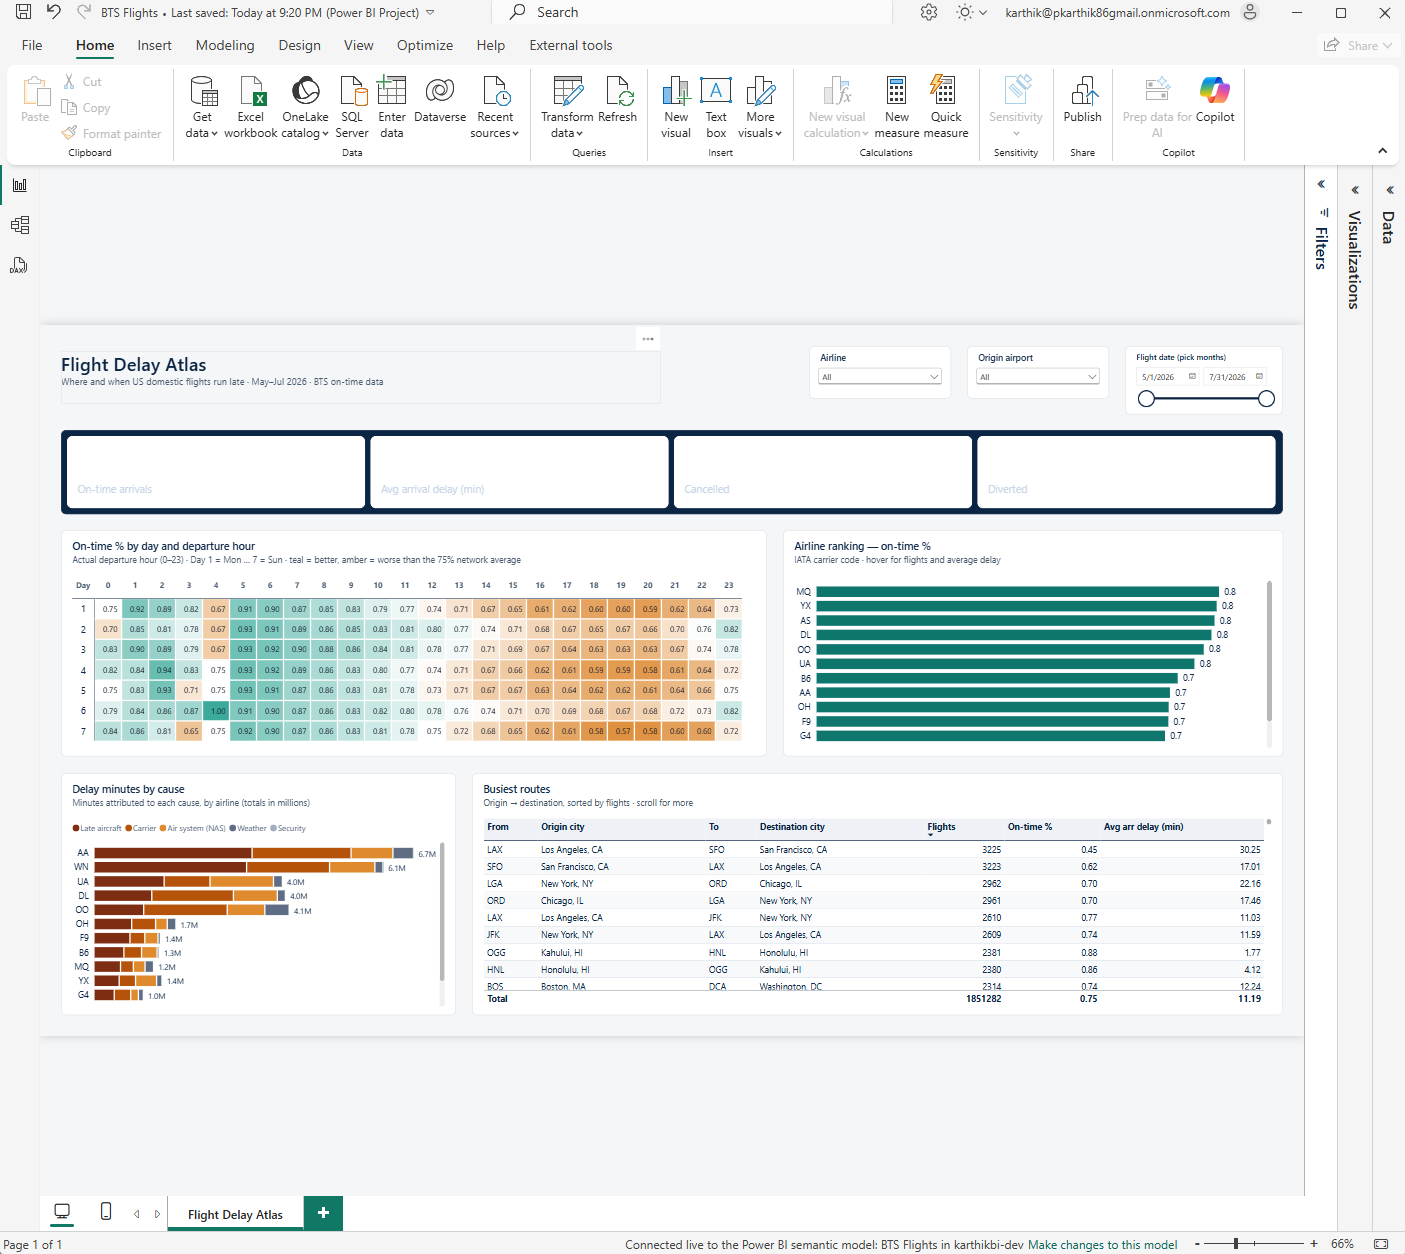 BTS Flights • Last saved: Today at 9:20 PM (Power BI Project)
Search
karthik@pkarthik86gmail.onmicrosoft.com
File Home Insert Modeling Design View Optimize Help External tools
Share
Paste
Cut
Copy
Format painter
Clipboard
Get data
Excel workbook
OneLake catalog
SQL Server
Enter data
Dataverse
Recent sources
Data
Transform data
Refresh
Queries
New visual
Text box
More visuals
Insert
New visual calculation
New measure
Quick measure
Calculations
Sensitivity
Sensitivity
Publish
Share
Prep data for AI
Copilot
Copilot
Filters
Visualizations
Data
Flight Delay Atlas
Where and when US domestic flights run late · May–Jul 2026 · BTS on-time data
Airline
All
Origin airport
All
Flight date (pick months)
5/1/2026 7/31/2026
On-time arrivals
Avg arrival delay (min)
Cancelled
Diverted
On-time % by day and departure hour
Actual departure hour (0–23) · Day 1 = Mon ... 7 = Sun · teal = better, amber = worse than the 75% network average
Day 0 1 2 3 4 5 6 7 8 9 10 11 12 13 14 15 16 17 18 19 20 21 22 23
1 0.75 0.92 0.89 0.82 0.67 0.91 0.90 0.87 0.85 0.83 0.79 0.77 0.74 0.71 0.67 0.65 0.61 0.62 0.60 0.60 0.59 0.62 0.64 0.73
2 0.70 0.85 0.81 0.78 0.67 0.93 0.91 0.89 0.86 0.85 0.83 0.81 0.80 0.77 0.74 0.71 0.68 0.67 0.65 0.67 0.66 0.70 0.76 0.82
3 0.83 0.90 0.89 0.79 0.67 0.93 0.92 0.90 0.88 0.86 0.84 0.81 0.78 0.77 0.71 0.69 0.67 0.64 0.63 0.63 0.63 0.67 0.74 0.78
4 0.82 0.84 0.94 0.83 0.75 0.93 0.92 0.89 0.86 0.83 0.80 0.77 0.74 0.71 0.67 0.66 0.62 0.61 0.59 0.59 0.58 0.61 0.64 0.72
5 0.75 0.83 0.93 0.71 0.75 0.93 0.91 0.87 0.86 0.83 0.81 0.78 0.73 0.71 0.67 0.67 0.63 0.64 0.62 0.62 0.61 0.64 0.66 0.75
6 0.79 0.84 0.86 0.87 1.00 0.91 0.90 0.87 0.86 0.83 0.82 0.80 0.78 0.76 0.74 0.71 0.70 0.69 0.68 0.67 0.68 0.72 0.73 0.82
7 0.84 0.86 0.81 0.65 0.75 0.92 0.90 0.87 0.86 0.83 0.81 0.78 0.75 0.72 0.68 0.65 0.62 0.61 0.58 0.57 0.58 0.60 0.60 0.72
Airline ranking — on-time %
IATA carrier code · hover for flights and average delay
MQ 0.8
YX 0.8
AS 0.8
DL 0.8
OO 0.8
UA 0.8
B6 0.7
AA 0.7
OH 0.7
F9 0.7
G4 0.7
Delay minutes by cause
Minutes attributed to each cause, by airline (totals in millions)
Late aircraft Carrier Air system (NAS) Weather Security
AA 6.7M
WN 6.1M
UA 4.0M
DL 4.0M
OO 4.1M
OH 1.7M
F9 1.4M
B6 1.3M
MQ 1.2M
YX 1.4M
G4 1.0M
Busiest routes
Origin → destination, sorted by flights · scroll for more
From Origin city To Destination city Flights On-time % Avg arr delay (min)
LAX Los Angeles, CA SFO San Francisco, CA 3225 0.45 30.25
SFO San Francisco, CA LAX Los Angeles, CA 3223 0.62 17.01
LGA New York, NY ORD Chicago, IL 2962 0.70 22.16
ORD Chicago, IL LGA New York, NY 2961 0.70 17.46
LAX Los Angeles, CA JFK New York, NY 2610 0.77 11.03
JFK New York, NY LAX Los Angeles, CA 2609 0.74 11.59
OGG Kahului, HI HNL Honolulu, HI 2381 0.88 1.77
HNL Honolulu, HI OGG Kahului, HI 2380 0.86 4.12
BOS Boston, MA DCA Washington, DC 2314 0.74 12.24
Total 1851282 0.75 11.19
Flight Delay Atlas
Page 1 of 1
Connected live to the Power BI semantic model: BTS Flights in karthikbi-dev Make changes to this model
- + 66%